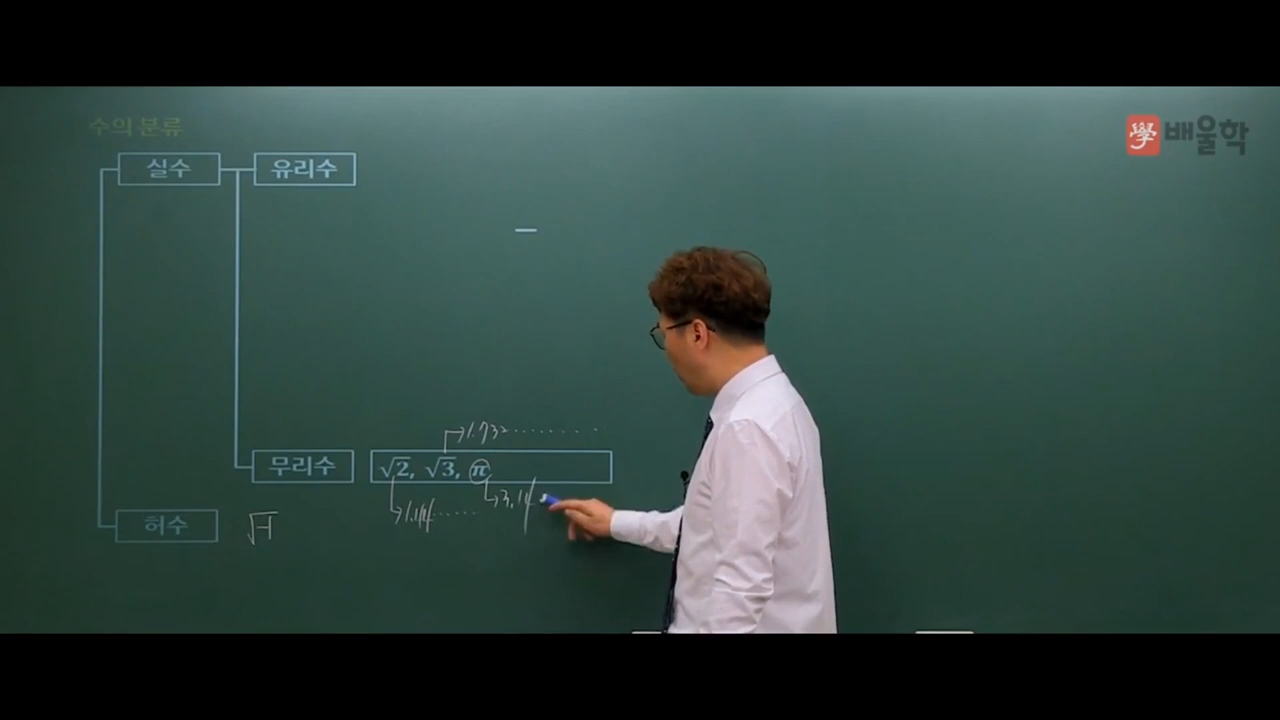 수의 분류
學 배울학
실수 유리수
1.732········
무리수 √2, √3, π
1.414······ 3.14
허수 √-1